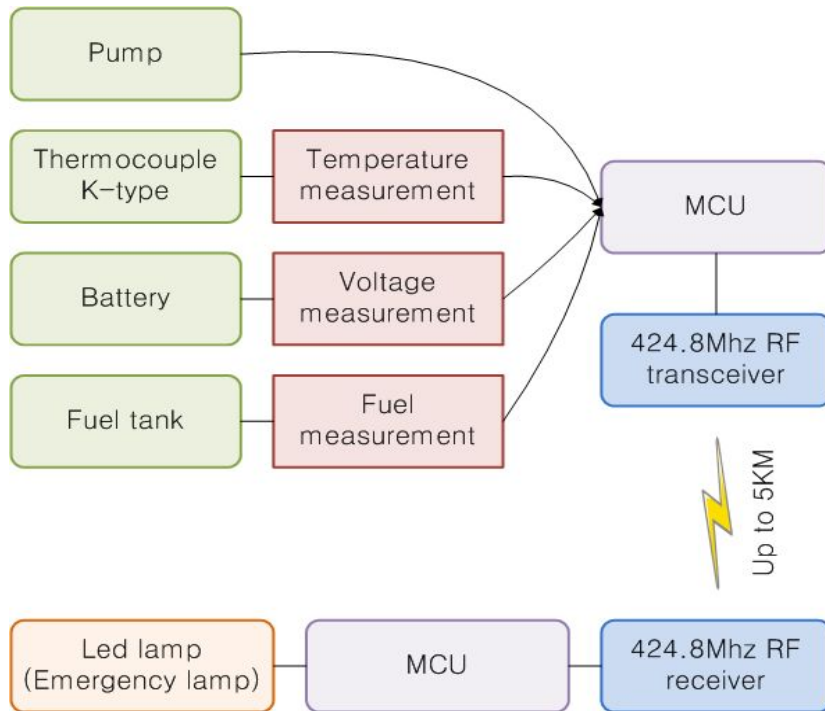 Pump
Thermocouple
K-type
Temperature
measurement
MCU
Battery
Voltage
measurement
424.8Mhz RF
transceiver
Fuel tank
Fuel
measurement
Up to 5KM
Led lamp
(Emergency lamp)
MCU
424.8Mhz RF
receiver